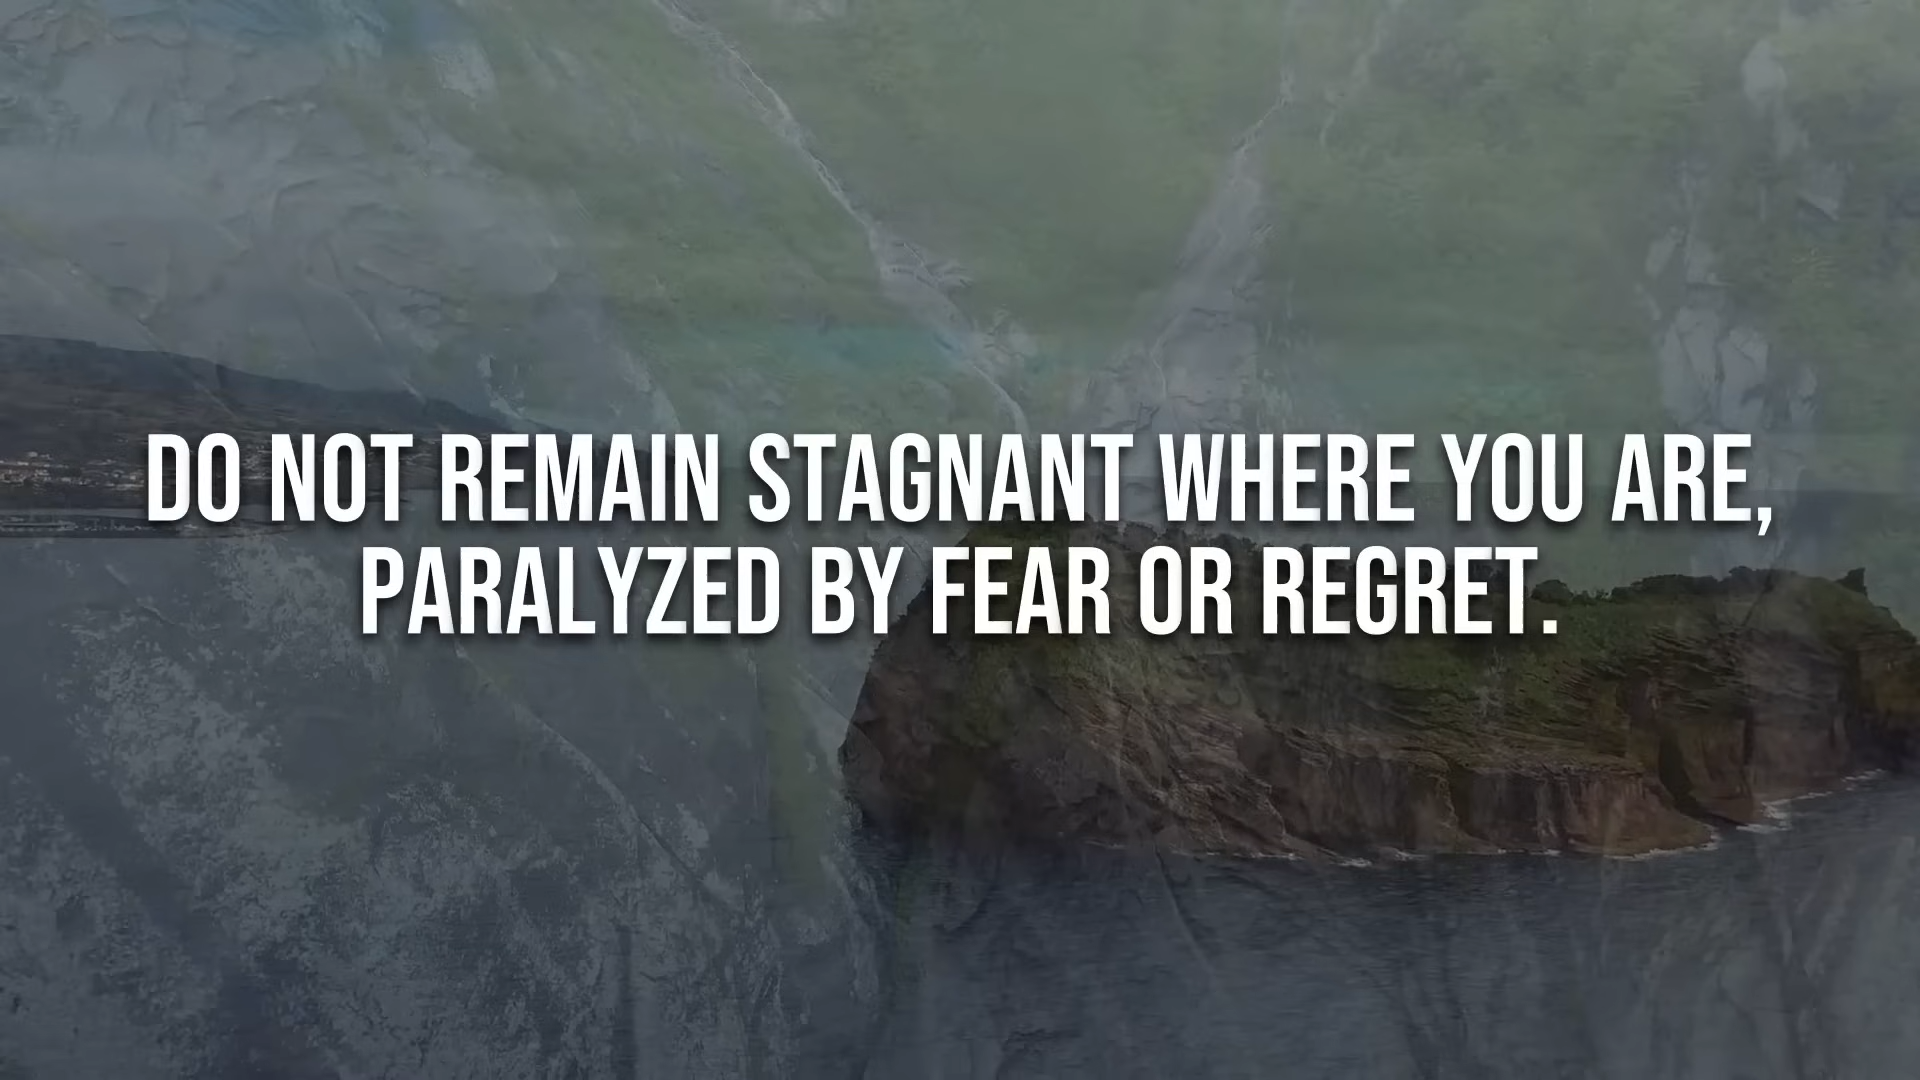 DO NOT REMAIN STAGNANT WHERE YOU ARE,
PARALYZED BY FEAR OR REGRET.